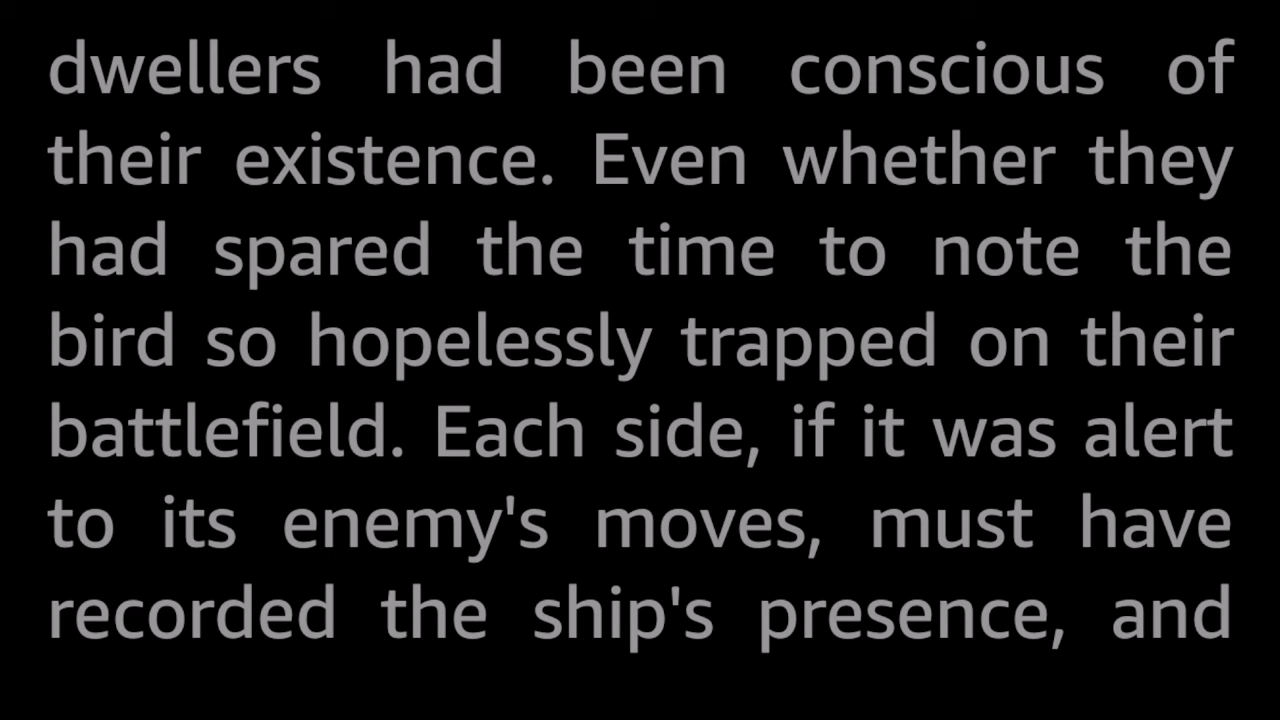 dwellers had been conscious of
their existence. Even whether they
had spared the time to note the
bird so hopelessly trapped on their
battlefield. Each side, if it was alert
to its enemy's moves, must have
recorded the ship's presence, and